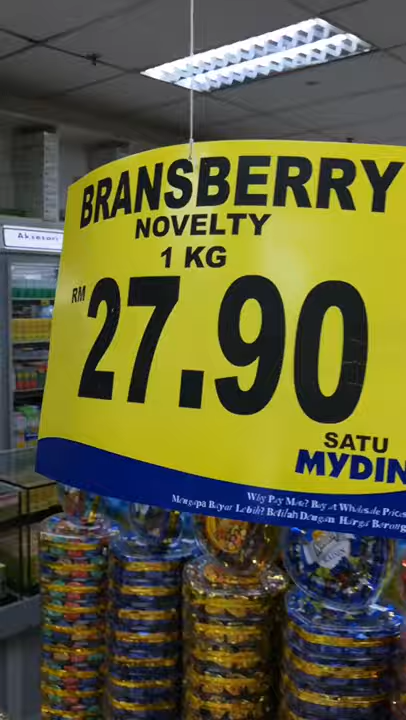 Aksesori
BRANSBERRY
NOVELTY
1 KG
RM
27.90
SATU
MYDIN
Why Pay More? Buy At Wholesale Prices
Mengapa Bayar Lebih? Belilah Dengan Harga Borong